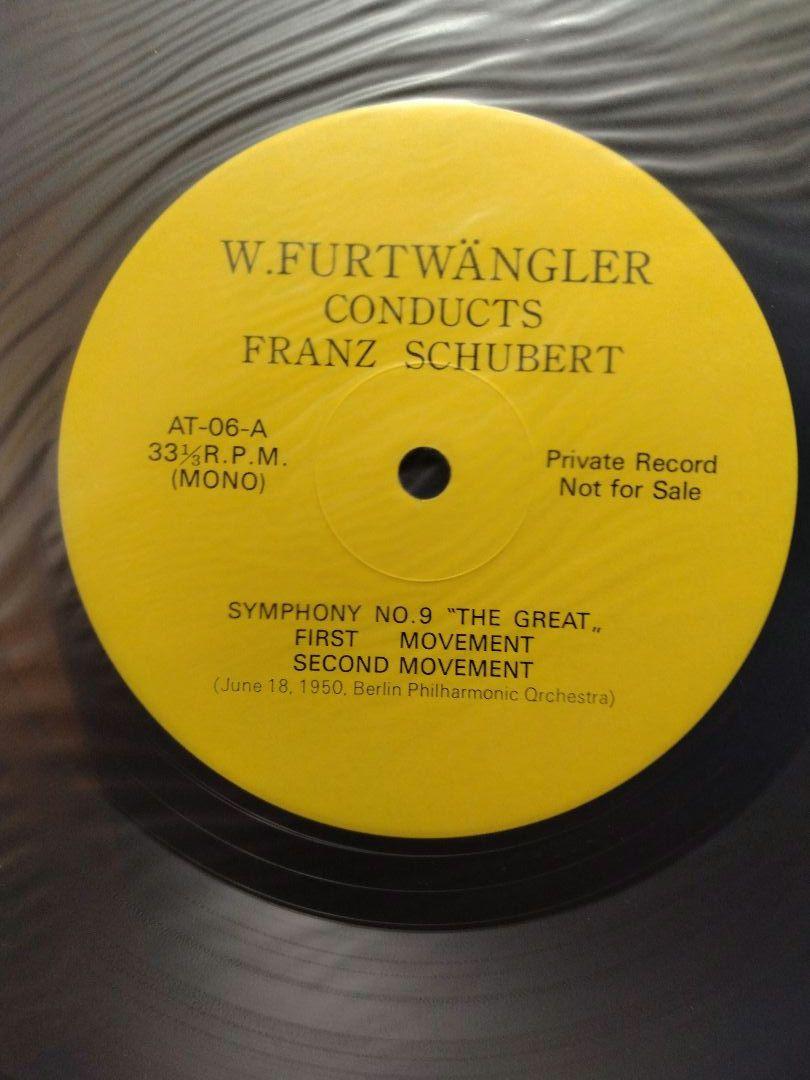 W.FURTWÄNGLER
CONDUCTS
FRANZ SCHUBERT
AT-06-A
33⅓R.P.M.
(MONO)
Private Record
Not for Sale
SYMPHONY NO.9 "THE GREAT„
FIRST MOVEMENT
SECOND MOVEMENT
(June 18, 1950, Berlin Philharmonic Qrchestra)